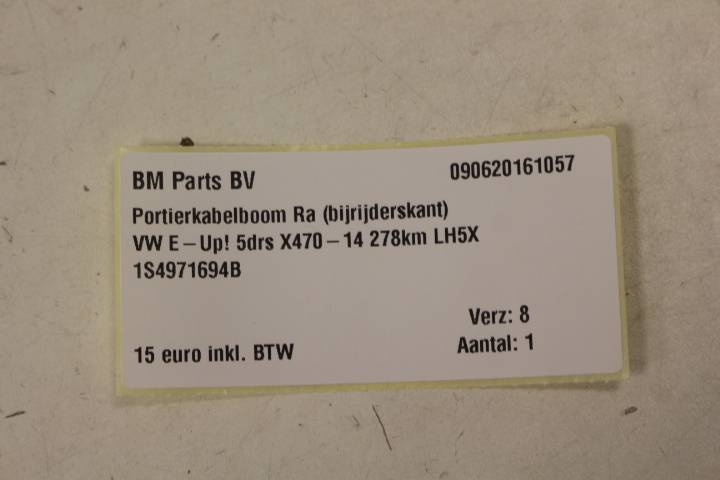 BM Parts BV 090620161057
Portierkabelboom Ra (bijrijderskant)
VW E-Up! 5drs X470-14 278km LH5X
1S4971694B
Verz: 8
15 euro inkl. BTW Aantal: 1